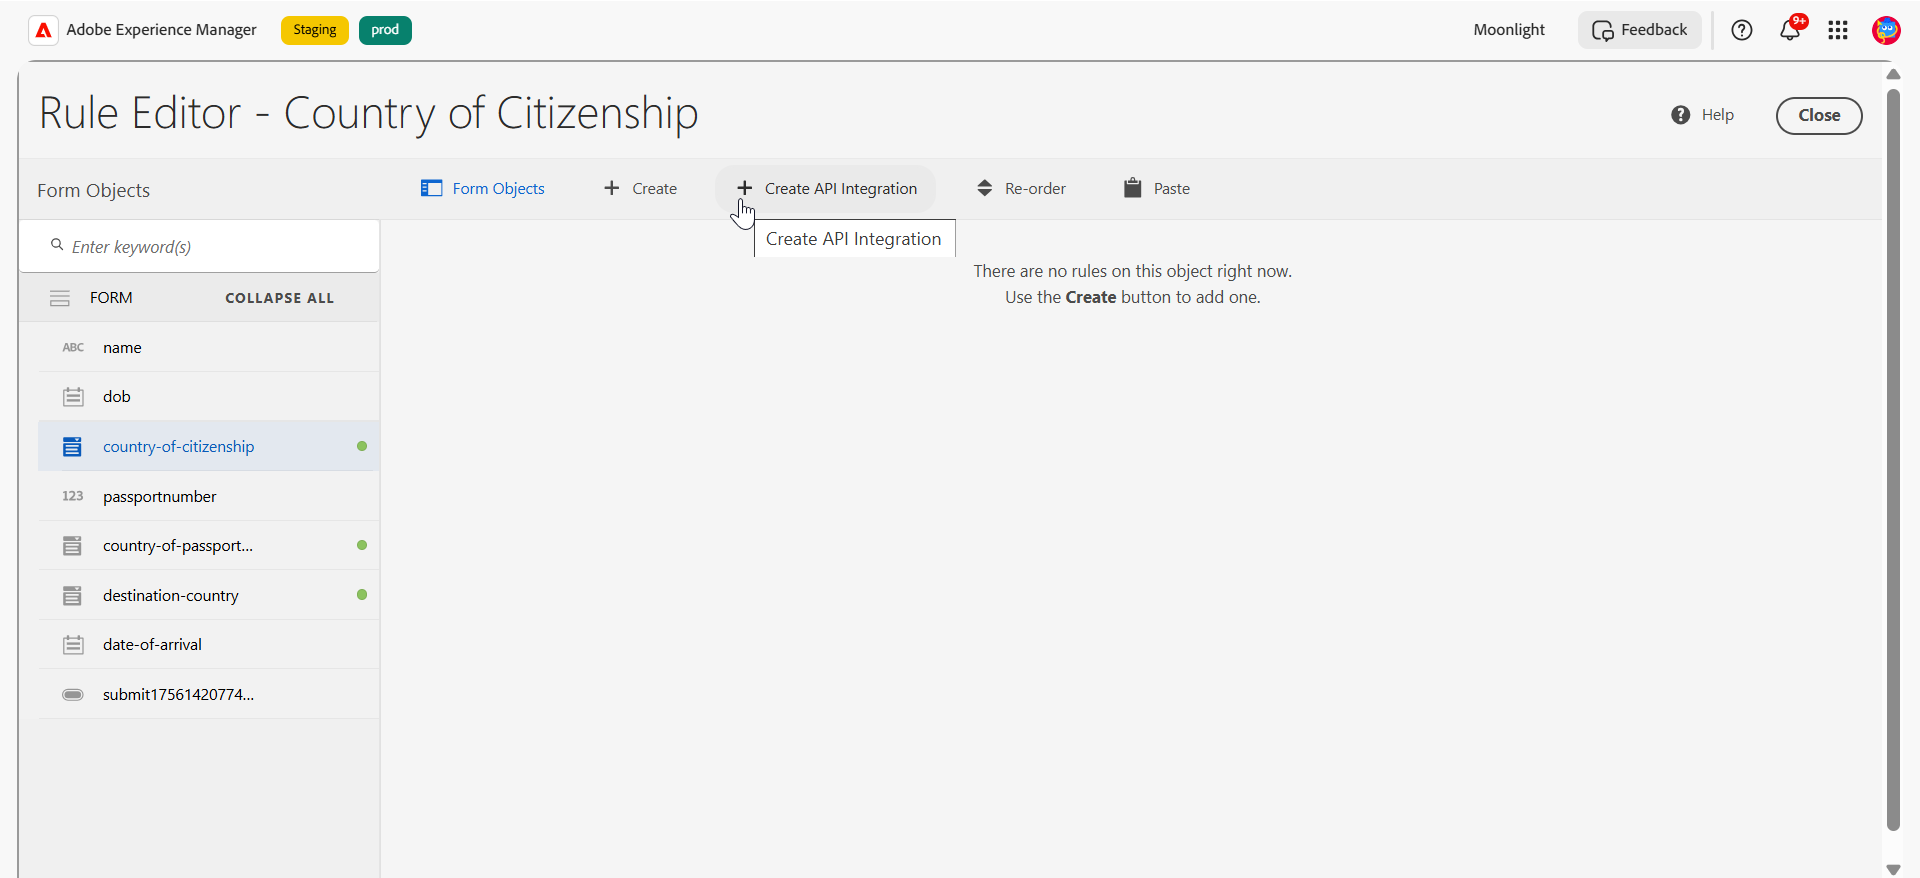 Adobe Experience Manager
Staging
prod
Moonlight
Feedback
9+
Rule Editor - Country of Citizenship
Help
Close
Form Objects
Form Objects
Create
Create API Integration
Re-order
Paste
Create API Integration
Enter keyword(s)
There are no rules on this object right now.
Use the Create button to add one.
FORM
COLLAPSE ALL
ABC name
dob
country-of-citizenship
123 passportnumber
country-of-passport...
destination-country
date-of-arrival
submit17561420774...